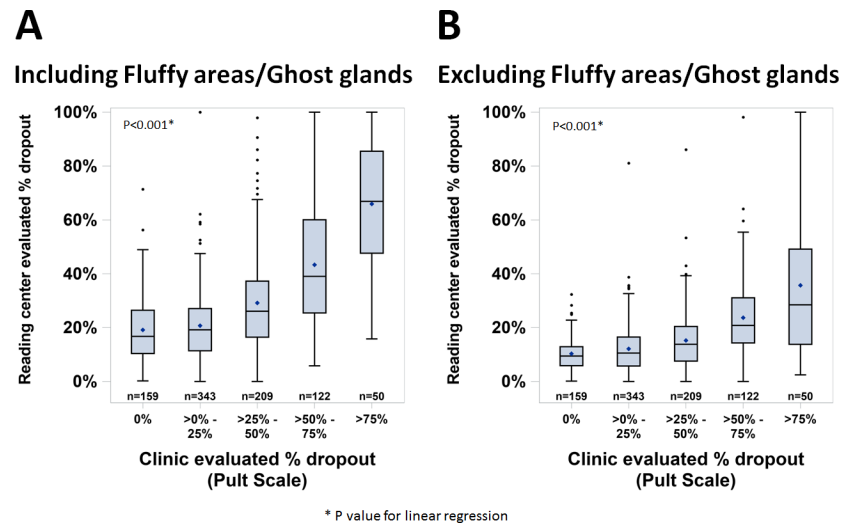 A
Including Fluffy areas/Ghost glands
Reading center evaluated % dropout
100%
80%
60%
40%
20%
0%
P<0.001*
n=159 n=343 n=209 n=122 n=50
0% >0% - 25% >25% - 50% >50% - 75% >75%
Clinic evaluated % dropout
(Pult Scale)
B
Excluding Fluffy areas/Ghost glands
Reading center evaluated % dropout
100%
80%
60%
40%
20%
0%
P<0.001*
n=159 n=343 n=209 n=122 n=50
0% >0% - 25% >25% - 50% >50% - 75% >75%
Clinic evaluated % dropout
(Pult Scale)
* P value for linear regression